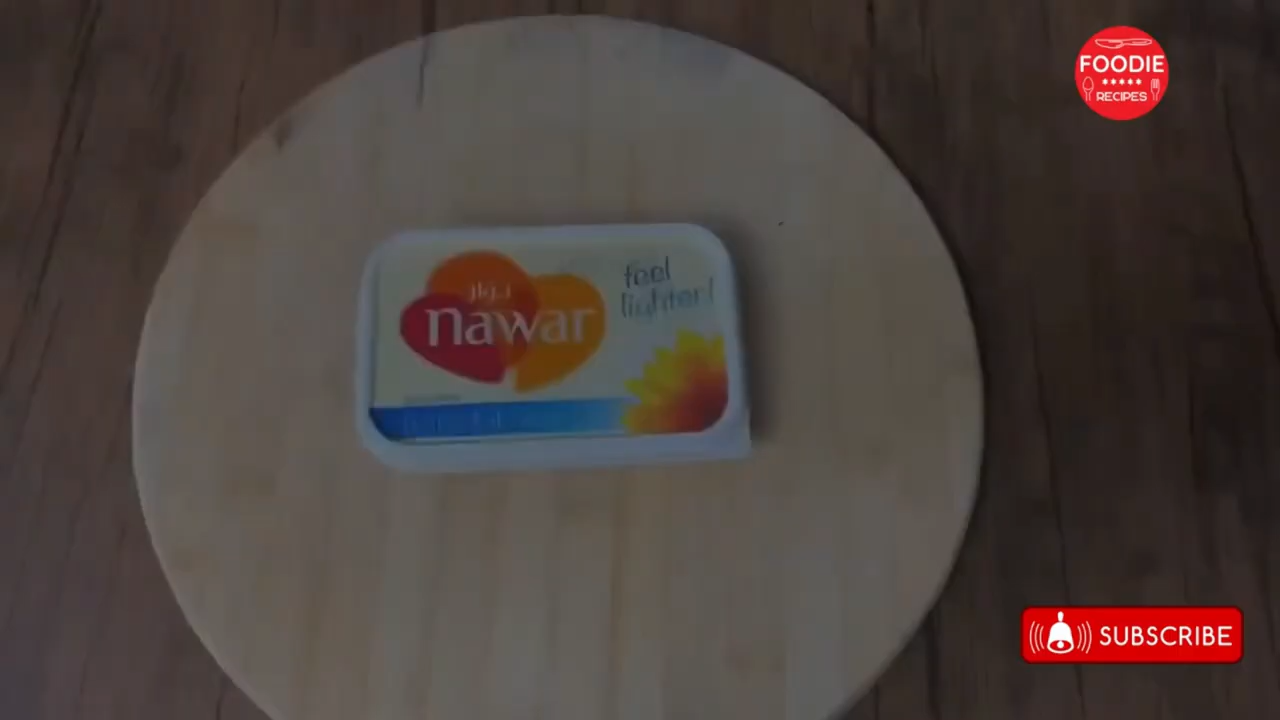 FOODIE
RECIPES
نوار
nawar
feel
lighter!
SUBSCRIBE